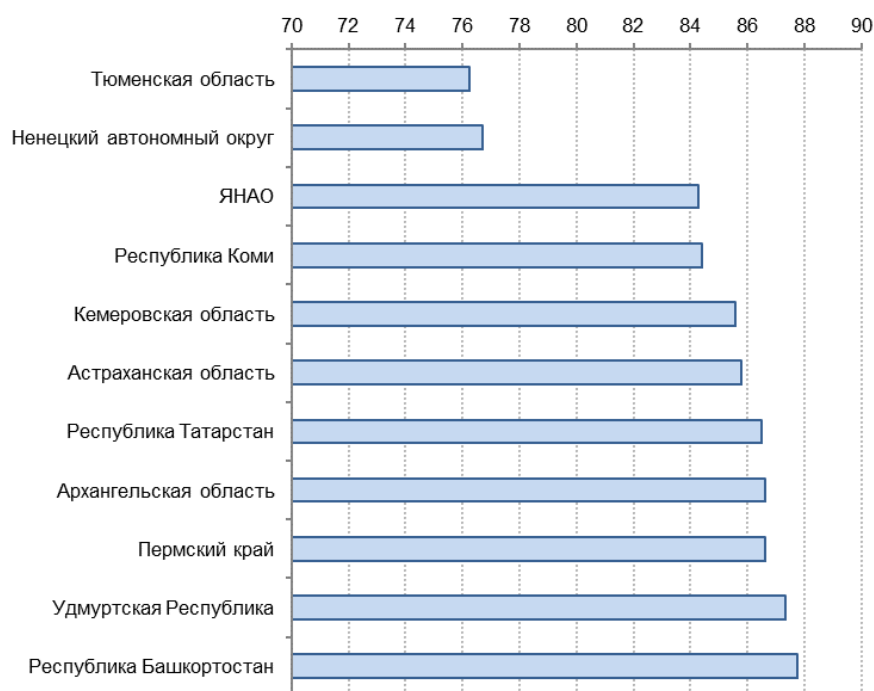 70 72 74 76 78 80 82 84 86 88 90
Тюменская область
Ненецкий автономный округ
ЯНАО
Республика Коми
Кемеровская область
Астраханская область
Республика Татарстан
Архангельская область
Пермский край
Удмуртская Республика
Республика Башкортостан